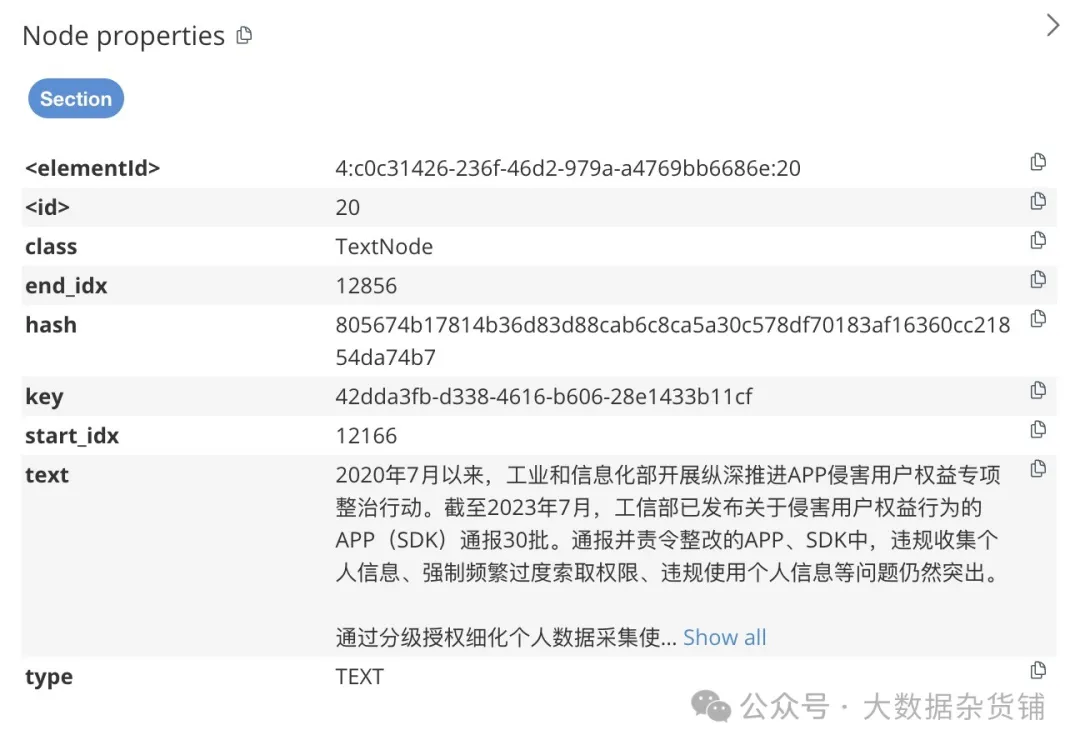 Node properties
Section
<elementId> 4:c0c31426-236f-46d2-979a-a4769bb6686e:20
<id> 20
class TextNode
end_idx 12856
hash 805674b17814b36d83d88cab6c8ca5a30c578df70183af16360cc218
54da74b7
key 42dda3fb-d338-4616-b606-28e1433b11cf
start_idx 12166
text 2020年7月以来，工业和信息化部开展纵深推进APP侵害用户权益专项
整治行动。截至2023年7月，工信部已发布关于侵害用户权益行为的
APP（SDK）通报30批。通报并责令整改的APP、SDK中，违规收集个
人信息、强制频繁过度索取权限、违规使用个人信息等问题仍然突出。
通过分级授权细化个人数据采集使... Show all
type TEXT
公众号 · 大数据杂货铺